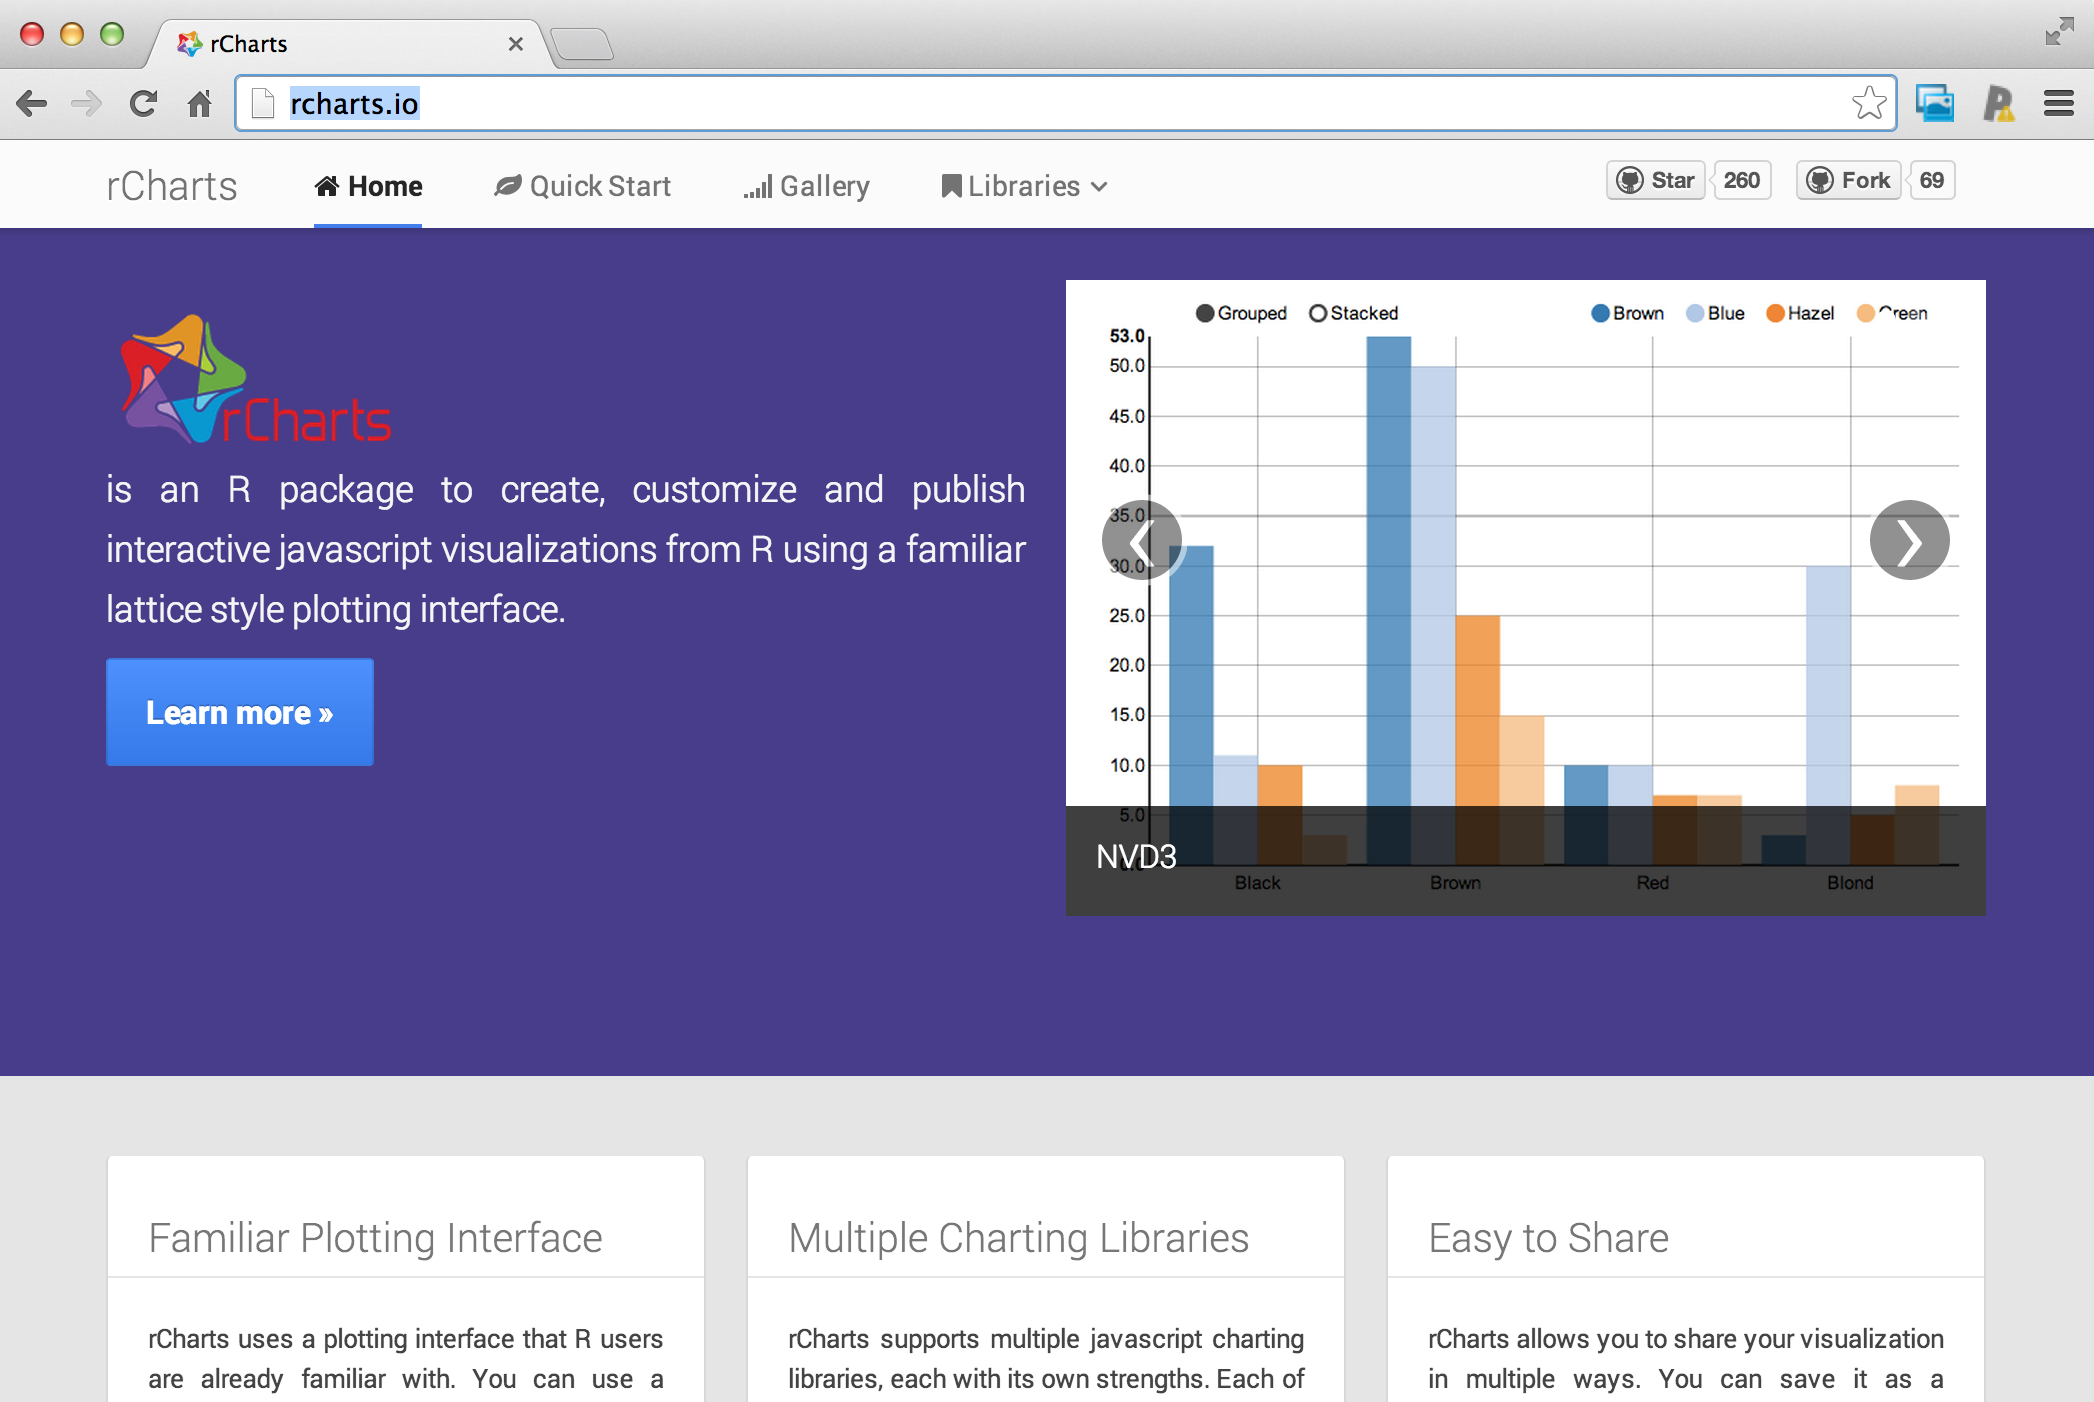 rCharts
rcharts.io
rCharts Home Quick Start Gallery Libraries Star 260 Fork 69
rCharts
is an R package to create, customize and publish
interactive javascript visualizations from R using a familiar
lattice style plotting interface.
Learn more »
Grouped Stacked Brown Blue Hazel Green
53.0
50.0
45.0
40.0
35.0
30.0
25.0
20.0
15.0
10.0
5.0
0.0
NVD3
Black Brown Red Blond
Familiar Plotting Interface
rCharts uses a plotting interface that R users
are already familiar with. You can use a
Multiple Charting Libraries
rCharts supports multiple javascript charting
libraries, each with its own strengths. Each of
Easy to Share
rCharts allows you to share your visualization
in multiple ways. You can save it as a